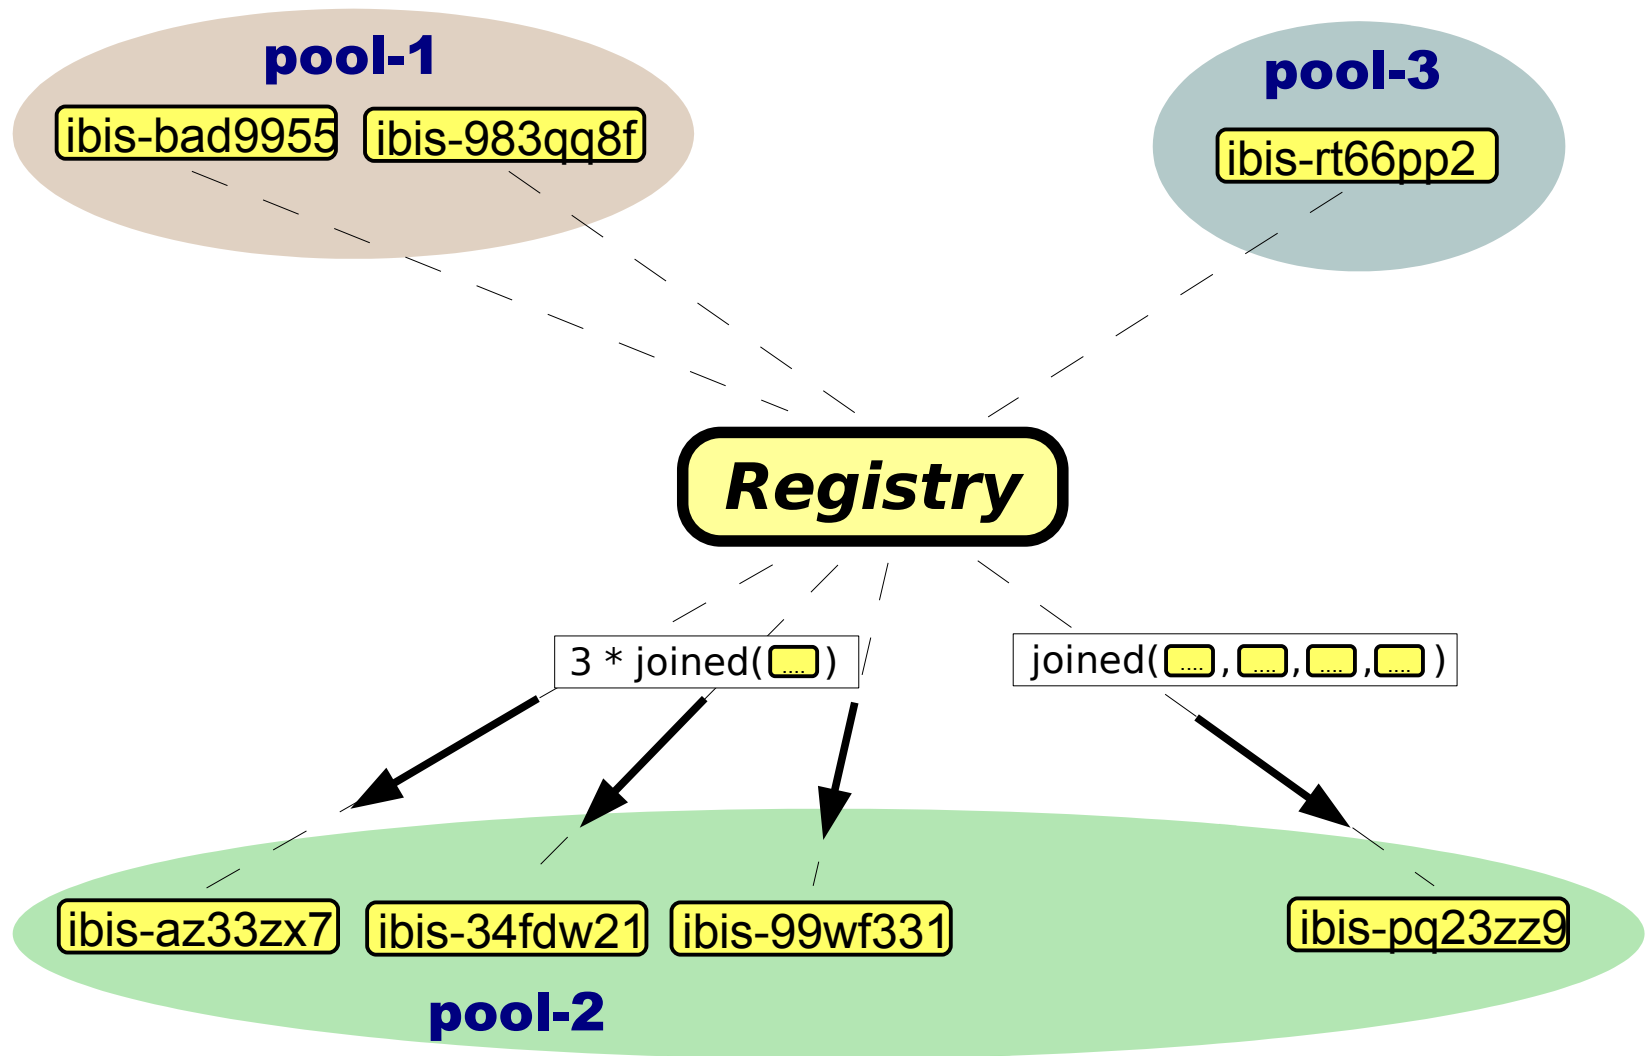 pool-1
ibis-bad9955
ibis-983qq8f
pool-3
ibis-rt66pp2
Registry
3 * joined(....)
joined(....,....,....,....)
ibis-az33zx7
ibis-34fdw21
ibis-99wf331
ibis-pq23zz9
pool-2